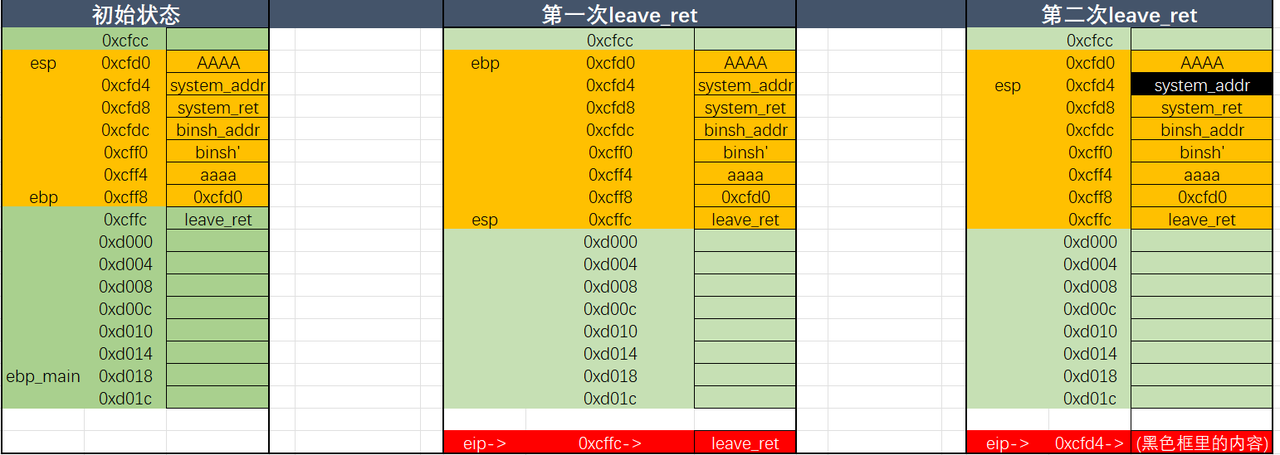 初始状态 第一次leave_ret 第二次leave_ret
0xcfcc 0xcfcc 0xcfcc
esp 0xcfd0 AAAA ebp 0xcfd0 AAAA 0xcfd0 AAAA
0xcfd4 system_addr 0xcfd4 system_addr esp 0xcfd4 system_addr
0xcfd8 system_ret 0xcfd8 system_ret 0xcfd8 system_ret
0xcfdc binsh_addr 0xcfdc binsh_addr 0xcfdc binsh_addr
0xcff0 binsh' 0xcff0 binsh' 0xcff0 binsh'
0xcff4 aaaa 0xcff4 aaaa 0xcff4 aaaa
ebp 0xcff8 0xcfd0 0xcff8 0xcfd0 0xcff8 0xcfd0
0xcffc leave_ret esp 0xcffc leave_ret 0xcffc leave_ret
0xd000 0xd000 0xd000
0xd004 0xd004 0xd004
0xd008 0xd008 0xd008
0xd00c 0xd00c 0xd00c
0xd010 0xd010 0xd010
0xd014 0xd014 0xd014
ebp_main 0xd018 0xd018 0xd018
0xd01c 0xd01c 0xd01c
eip-> 0xcffc-> leave_ret eip-> 0xcfd4-> (黑色框里的内容)